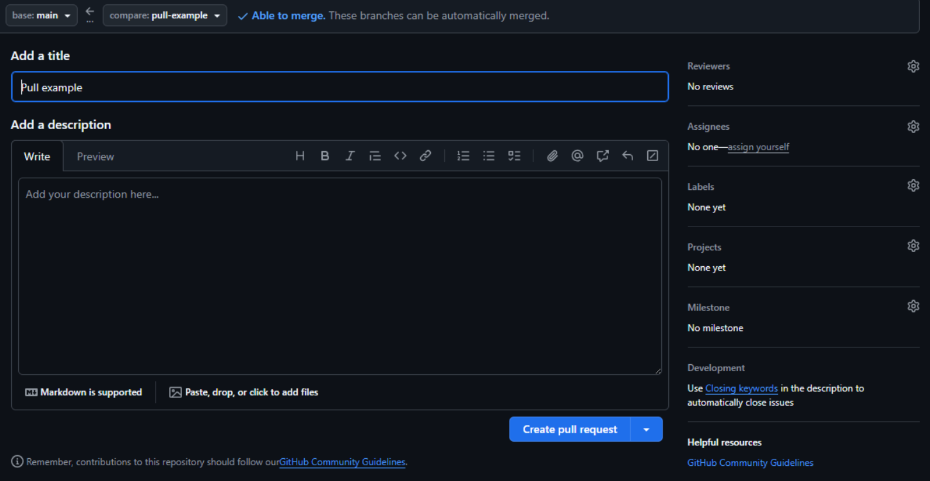 base: main
compare: pull-example
Able to merge. These branches can be automatically merged.
Add a title
Pull example
Add a description
Write
Preview
Add your description here...
Markdown is supported
Paste, drop, or click to add files
Create pull request
Remember, contributions to this repository should follow our GitHub Community Guidelines.
Reviewers
No reviews
Assignees
No one—assign yourself
Labels
None yet
Projects
None yet
Milestone
No milestone
Development
Use Closing keywords in the description to
automatically close issues
Helpful resources
GitHub Community Guidelines